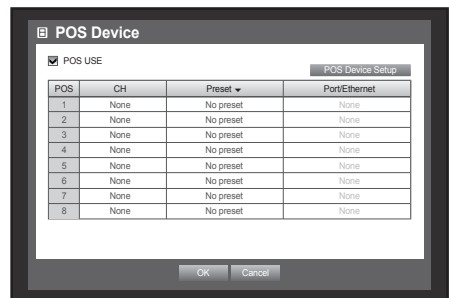 POS Device
POS USE
POS Device Setup
POS CH Preset Port/Ethernet
1 None No preset None
2 None No preset None
3 None No preset None
4 None No preset None
5 None No preset None
6 None No preset None
7 None No preset None
8 None No preset None
OK Cancel